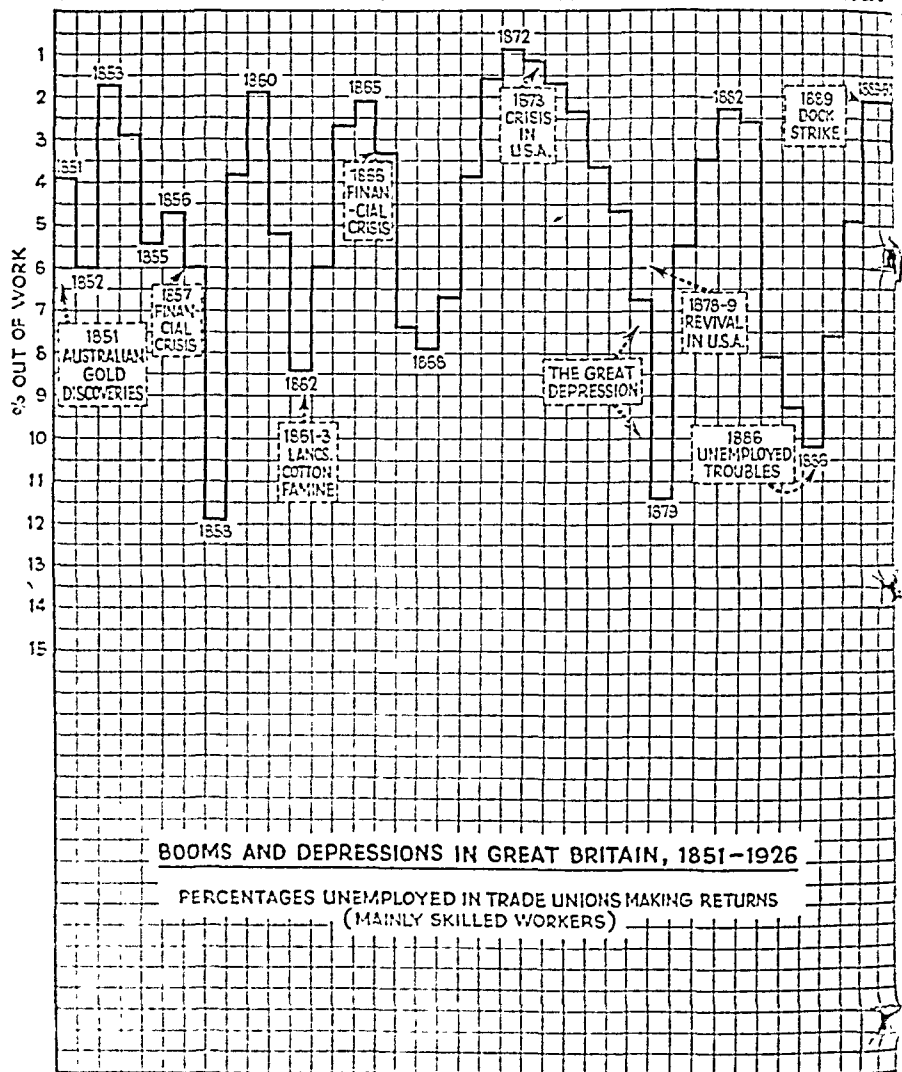 1872
1
1853
1860
1865
2
1882
1889
DOCK
STRIKE
1873
CRISIS
IN
U.S.A.
3
1851
1866
FINAN
-CIAL
CRISIS
4
1856
5
1855
6
1852
1857
FINAN-
CIAL
CRISIS
7
1878-9
REVIVAL
IN U.S.A.
1851
AUSTRALIAN
GOLD
DISCOVERIES
8
1868
1862
THE GREAT
DEPRESSION
9
10
1861-3
LANCS.
COTTON
FAMINE
1886
UNEMPLOYED
TROUBLES
1886
11
1879
12
1858
13
14
15
% OUT OF WORK
BOOMS AND DEPRESSIONS IN GREAT BRITAIN, 1851-1926
PERCENTAGES UNEMPLOYED IN TRADE UNIONS MAKING RETURNS
(MAINLY SKILLED WORKERS)